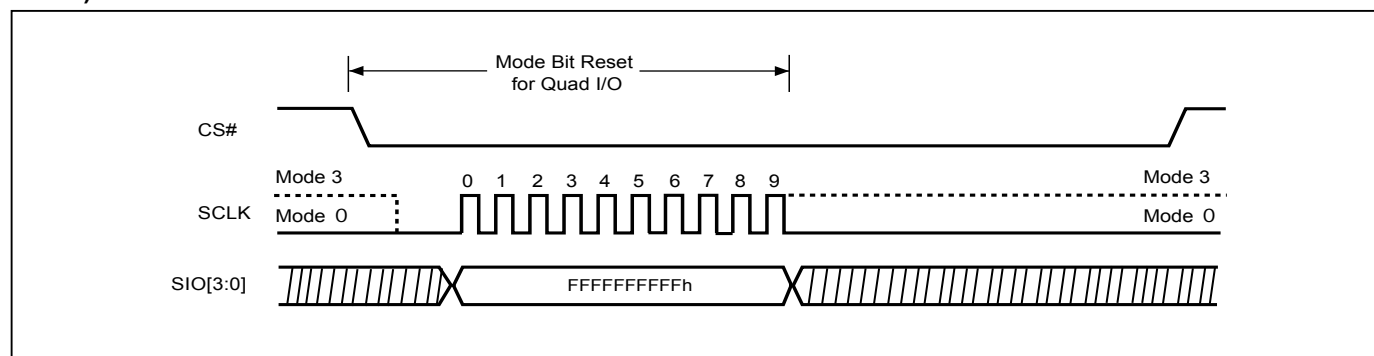 Mode Bit Reset
for Quad I/O
CS#
Mode 3
Mode 3
0 1 2 3 4 5 6 7 8 9
SCLK
Mode 0
Mode 0
SIO[3:0]
FFFFFFFFFFh